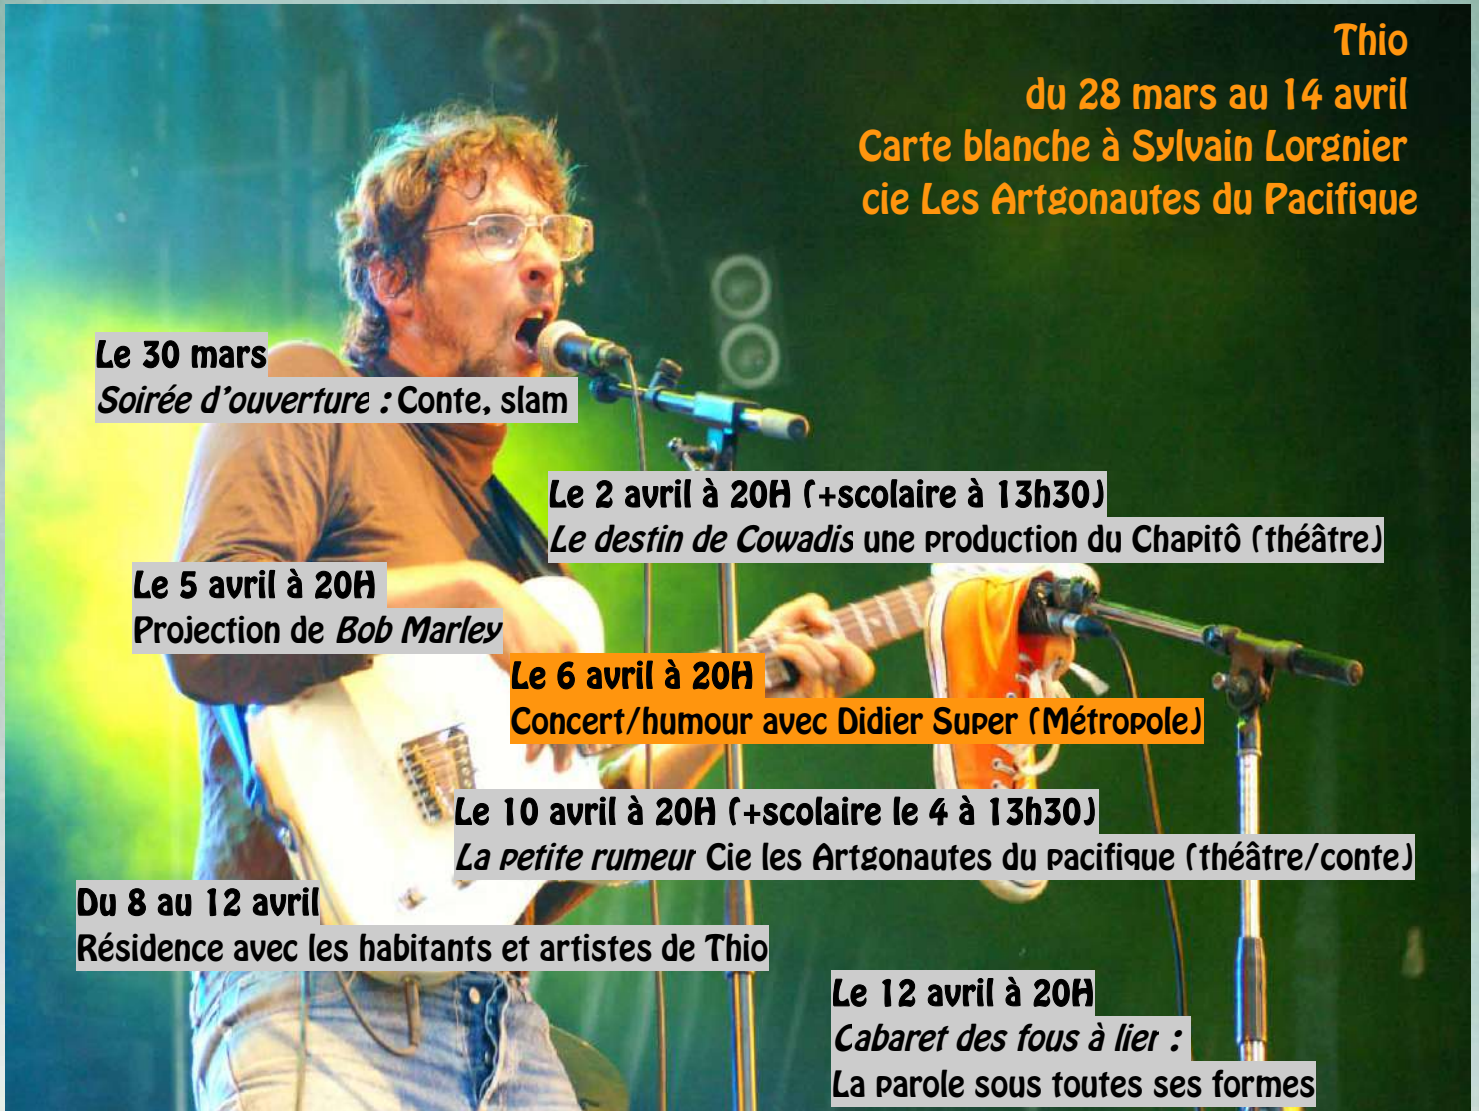 Thio
du 28 mars au 14 avril
Carte blanche à Sylvain Lorgnier
cie Les Artgonautes du Pacifique
Le 30 mars
Soirée d'ouverture : Conte, slam
Le 2 avril à 20H (+scolaire à 13h30)
Le destin de Cowadis une production du Chapitô (théâtre)
Le 5 avril à 20H
Projection de Bob Marley
Le 6 avril à 20H
Concert/humour avec Didier Super (Métropole)
Le 10 avril à 20H (+scolaire le 4 à 13h30)
La petite rumeur Cie les Artgonautes du pacifique (théâtre/conte)
Du 8 au 12 avril
Résidence avec les habitants et artistes de Thio
Le 12 avril à 20H
Cabaret des fous à lier :
La parole sous toutes ses formes